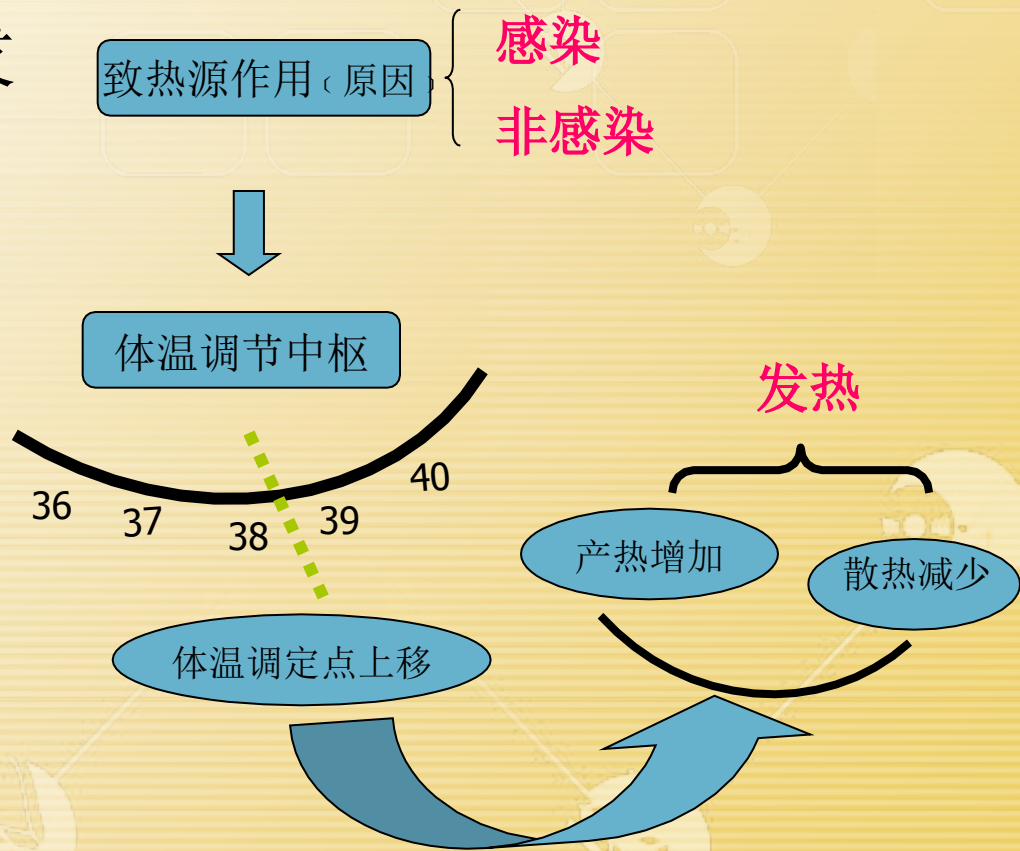 致热源作用﹙原因﹚
感染
非感染
体温调节中枢
发热
36
37
38
39
40
产热增加
散热减少
体温调定点上移